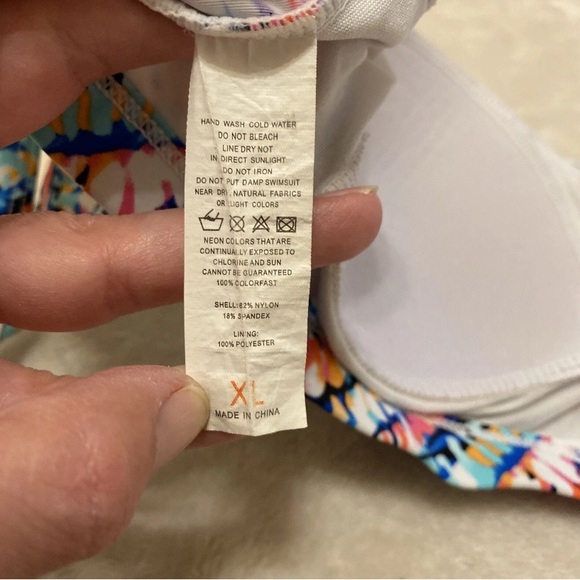 HAND WASH COLD WATER
DO NOT BLEACH
LINE DRY NOT
IN DIRECT SUNLIGHT
DO NOT IRON
DO NOT PUT DAMP SWIMSUIT
NEAR DRY, NATURAL FABRICS
OR LIGHT COLORS
NEON COLORS THAT ARE
CONTINUALLY EXPOSED TO
CHLORINE AND SUN
CANNOT BE GUARANTEED
100% COLORFAST
SHELL: 82% NYLON
18% SPANDEX
LINING:
100% POLYESTER
XL
MADE IN CHINA